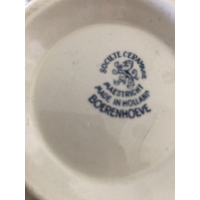 SOCIETE CERAMIQUE
MAESTRICHT
MADE IN HOLLAND
BOERENHOEVE